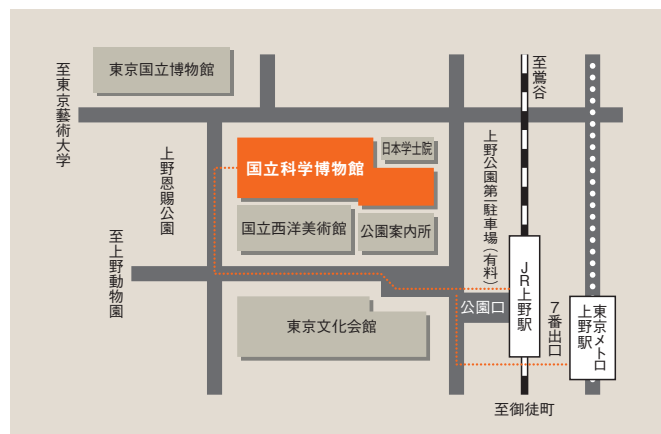 東京国立博物館
至東京藝術大学
至鶯谷
国立科学博物館
日本学士院
上野公園第一駐車場(有料)
上野恩賜公園
国立西洋美術館
公園案内所
至上野動物園
JR上野駅
公園口
7番出口
東京メトロ
上野駅
東京文化会館
至御徒町